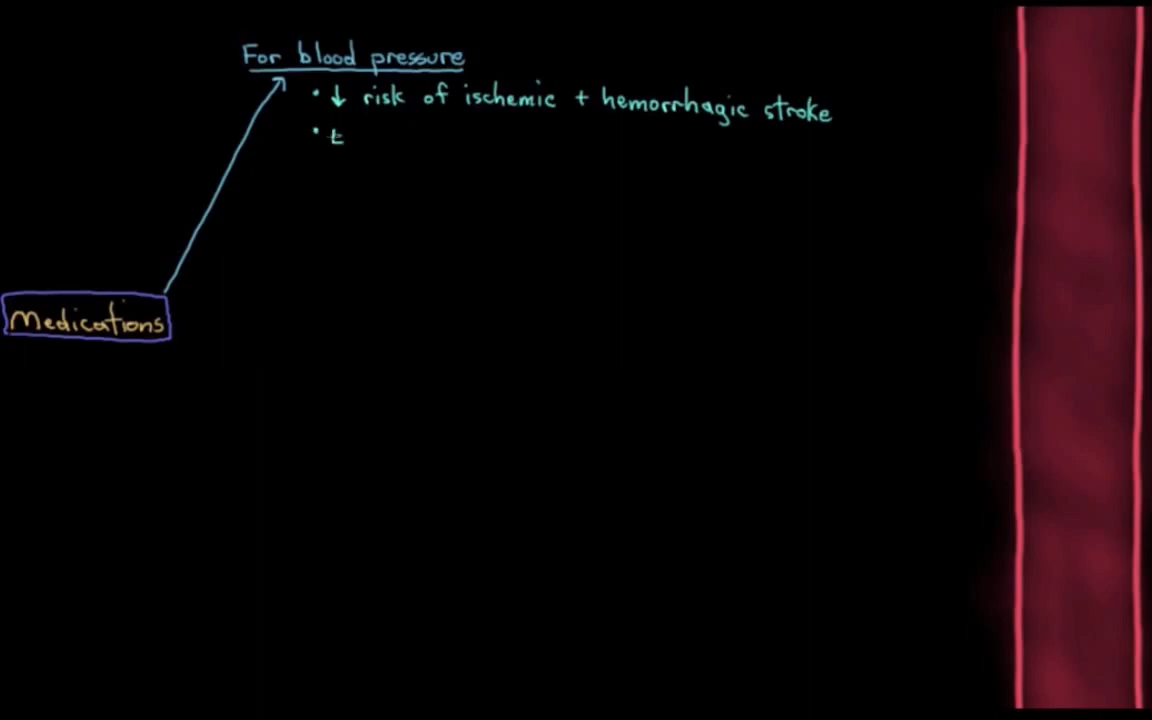 For blood pressure
• ↓ risk of ischemic + hemorrhagic stroke
• t
Medications